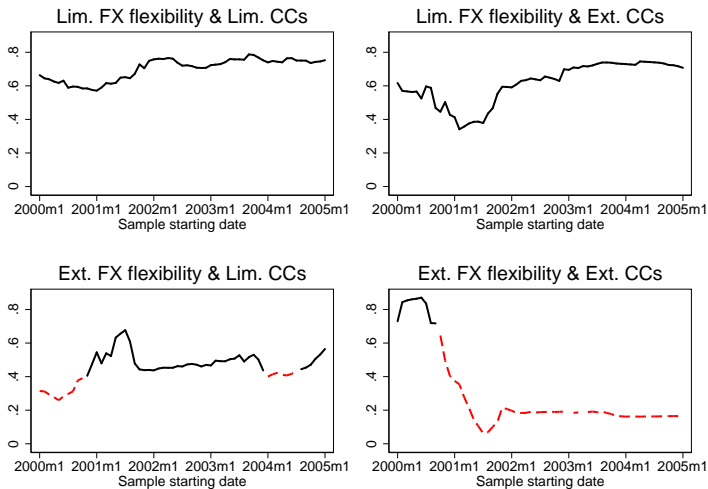 Lim. FX flexibility & Lim. CCs
.8
.6
.4
.2
0
2000m1 2001m1 2002m1 2003m1 2004m1 2005m1
Sample starting date
Lim. FX flexibility & Ext. CCs
.8
.6
.4
.2
0
2000m1 2001m1 2002m1 2003m1 2004m1 2005m1
Sample starting date
Ext. FX flexibility & Lim. CCs
.8
.6
.4
.2
0
2000m1 2001m1 2002m1 2003m1 2004m1 2005m1
Sample starting date
Ext. FX flexibility & Ext. CCs
.8
.6
.4
.2
0
2000m1 2001m1 2002m1 2003m1 2004m1 2005m1
Sample starting date